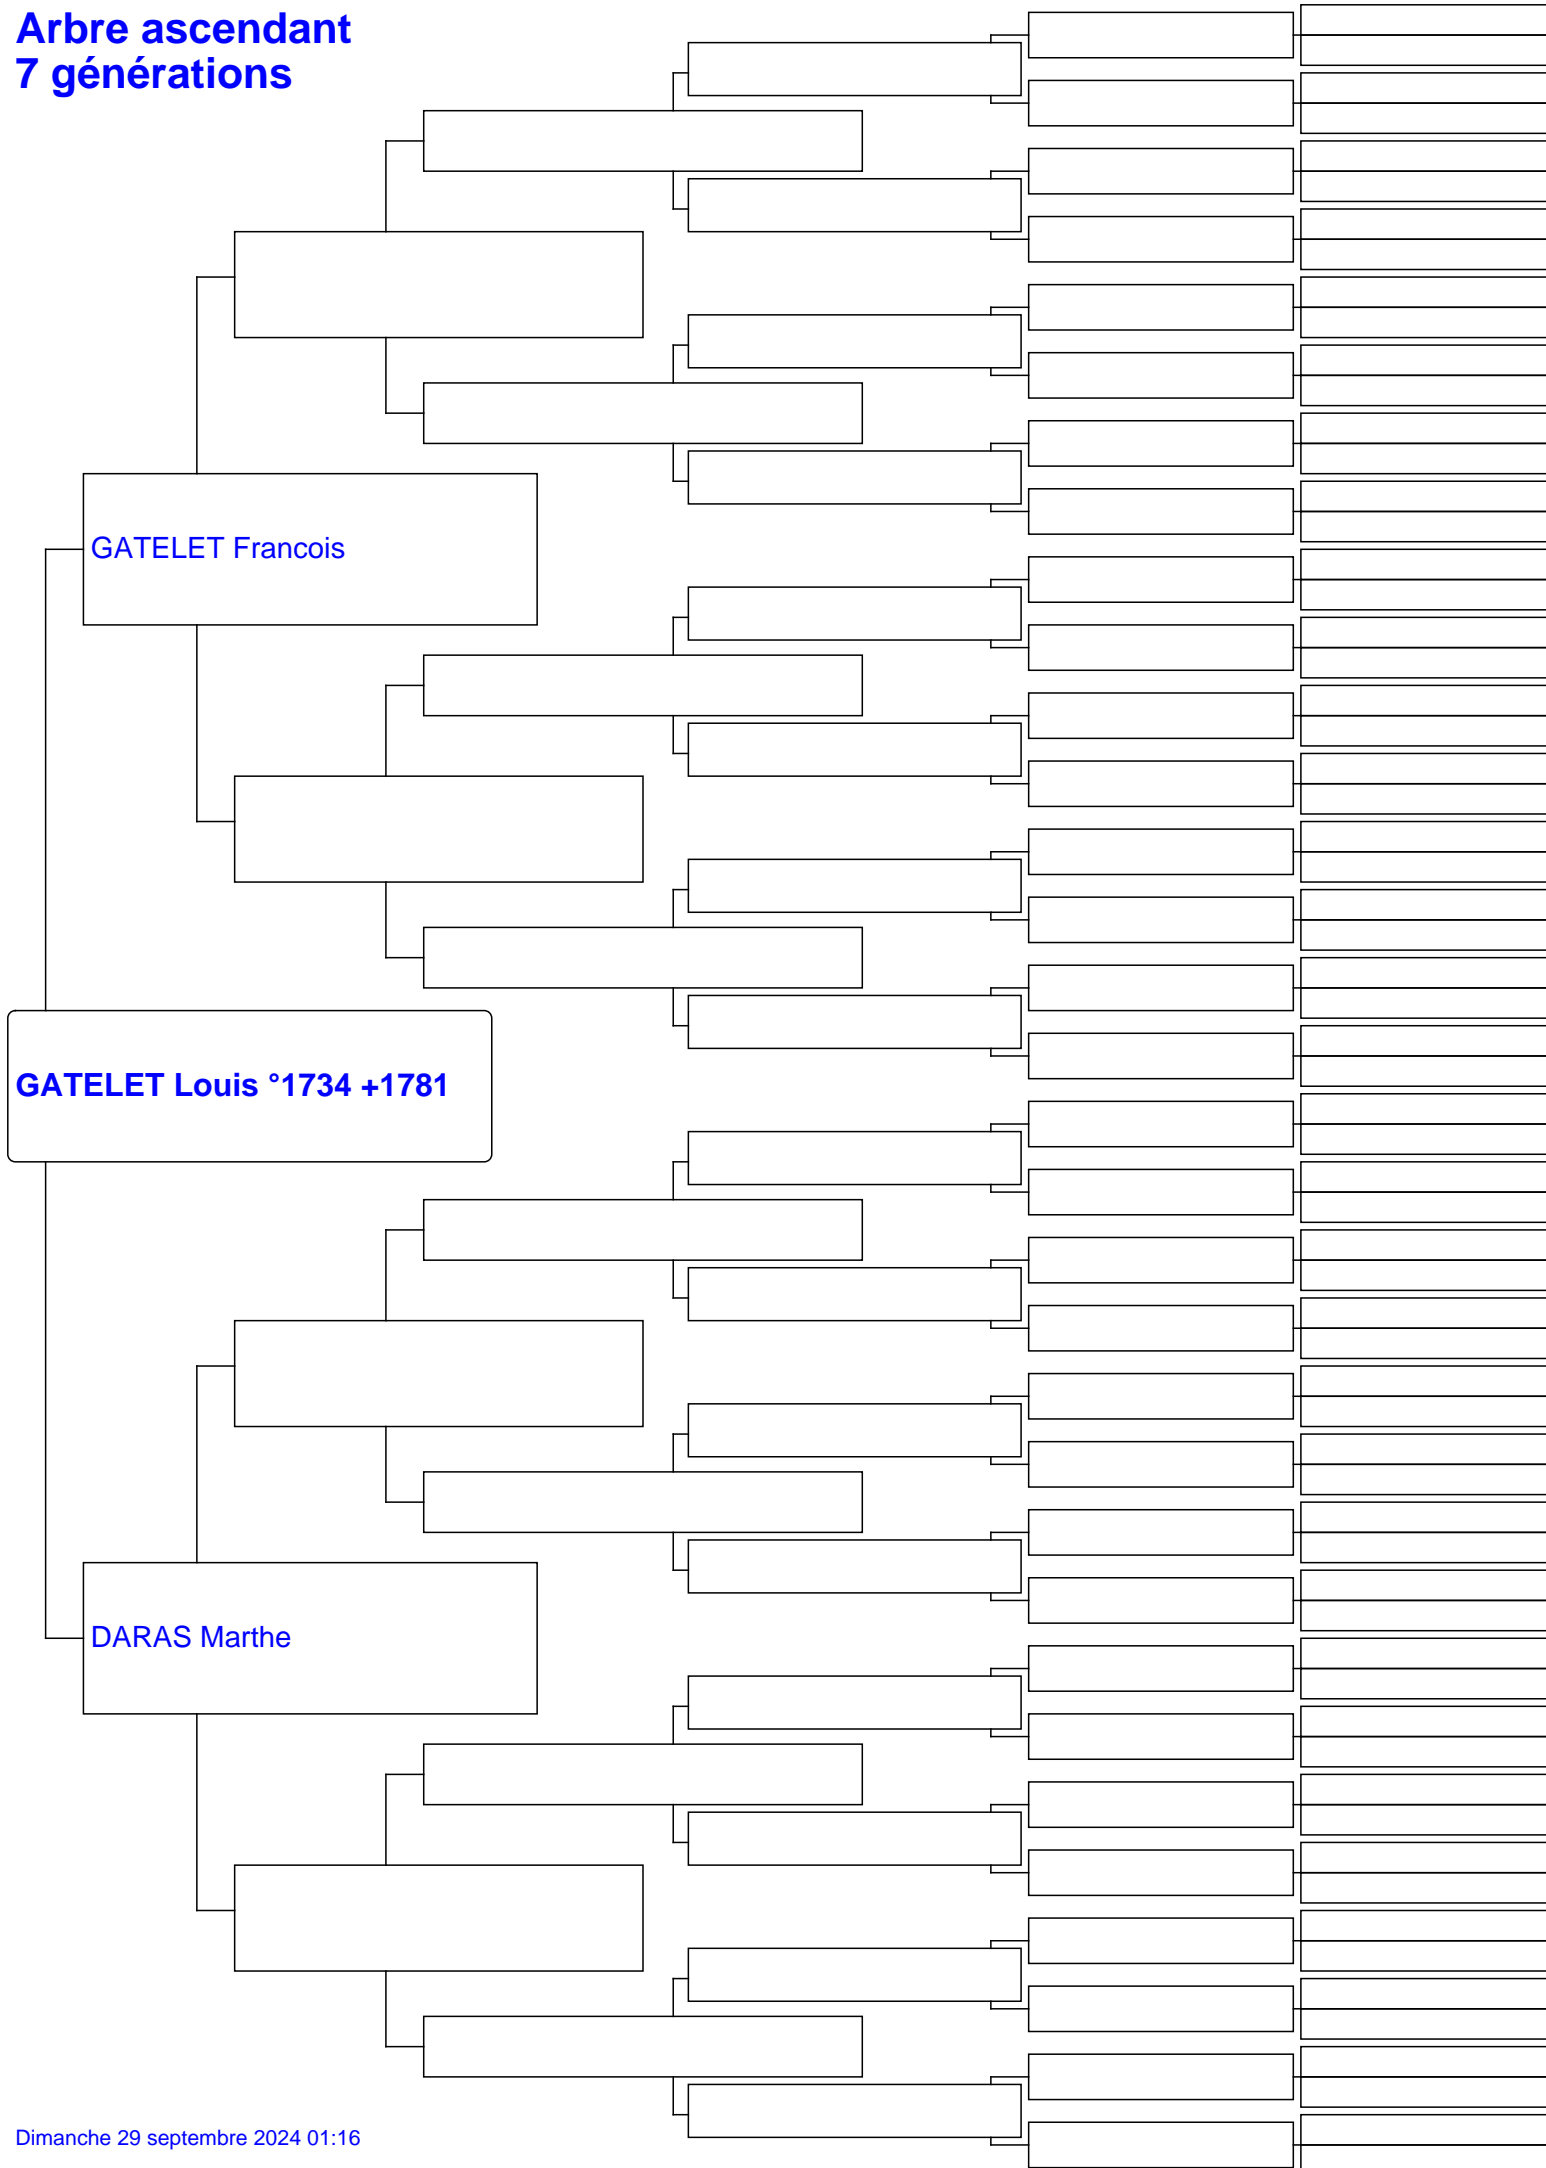 Arbre ascendant
7 générations
GATELET Francois
GATELET Louis °1734 +1781
DARAS Marthe
Dimanche 29 septembre 2024 01:16